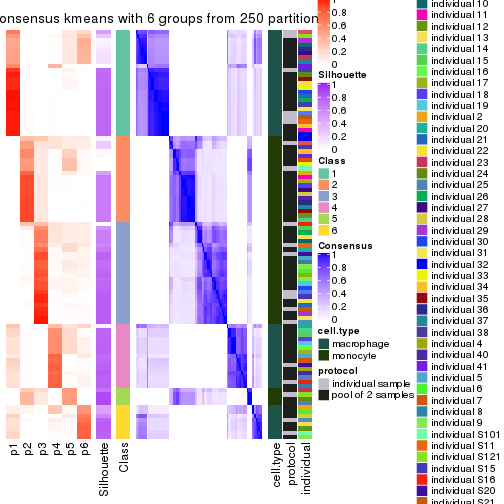 onsensus kmeans with 6 groups from 250 partition
p1
p2
p3
p4
p5
p6
Silhouette
Class
cell.type
protocol
individual
0.8
0.6
0.4
0.2
0
Silhouette
1
0.8
0.6
0.4
0.2
0
Class
1
2
3
4
5
6
Consensus
1
0.8
0.6
0.4
0.2
0
cell.type
macrophage
monocyte
protocol
individual sample
pool of 2 samples
individual 10
individual 11
individual 12
individual 13
individual 14
individual 15
individual 16
individual 17
individual 18
individual 19
individual 2
individual 20
individual 21
individual 22
individual 23
individual 24
individual 25
individual 26
individual 27
individual 28
individual 29
individual 30
individual 31
individual 32
individual 33
individual 34
individual 35
individual 36
individual 37
individual 38
individual 4
individual 40
individual 41
individual 5
individual 6
individual 7
individual 8
individual 9
individual S101
individual S11
individual S121
individual S15
individual S16
individual S20
individual S21